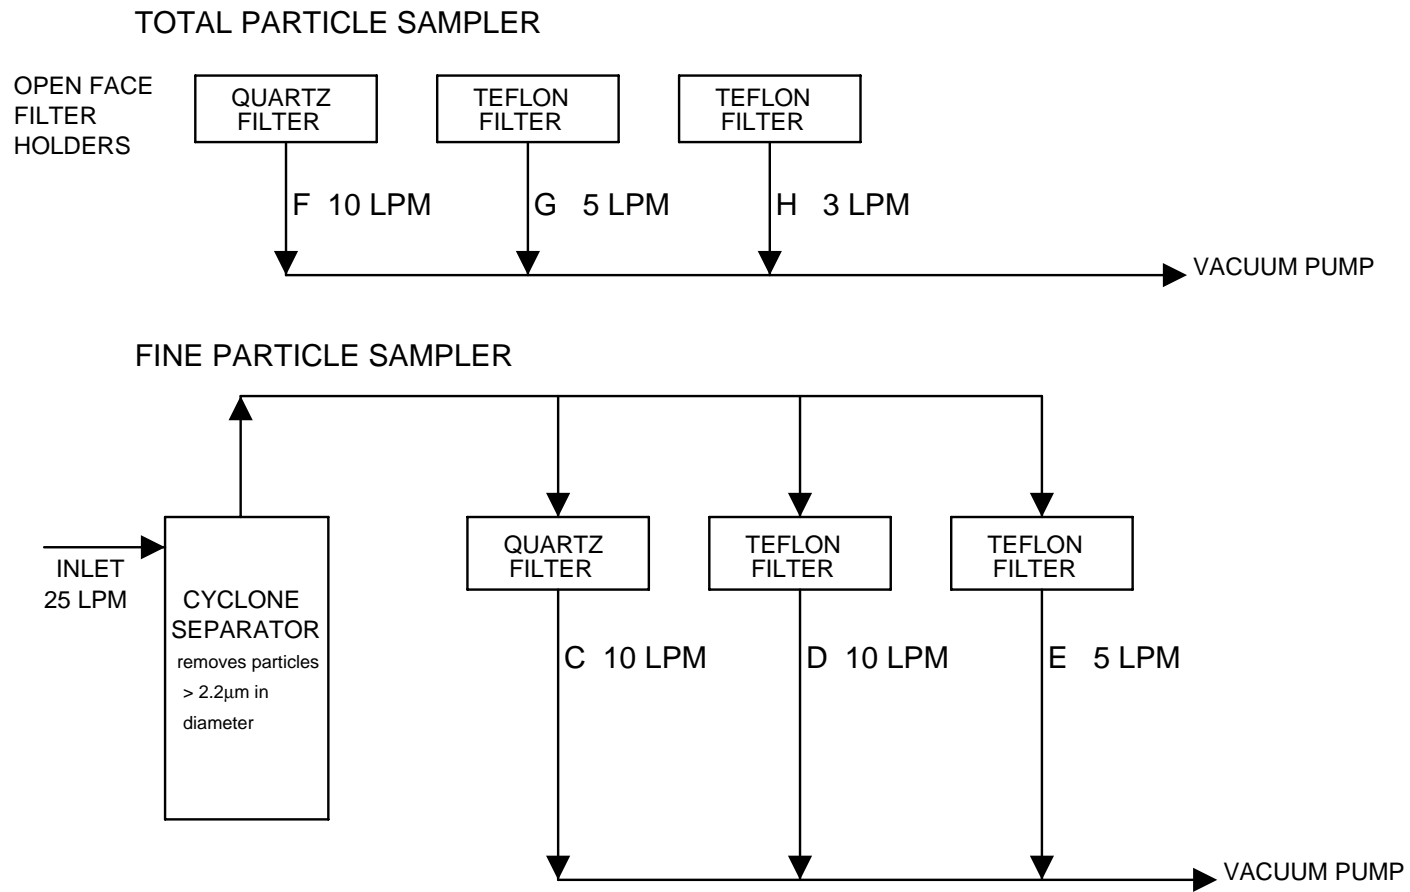 TOTAL PARTICLE SAMPLER
OPEN FACE
FILTER
HOLDERS
QUARTZ
FILTER
TEFLON
FILTER
TEFLON
FILTER
F 10 LPM
G 5 LPM
H 3 LPM
VACUUM PUMP
FINE PARTICLE SAMPLER
INLET
25 LPM
CYCLONE
SEPARATOR
removes particles
> 2.2μm in
diameter
QUARTZ
FILTER
TEFLON
FILTER
TEFLON
FILTER
C 10 LPM
D 10 LPM
E 5 LPM
VACUUM PUMP